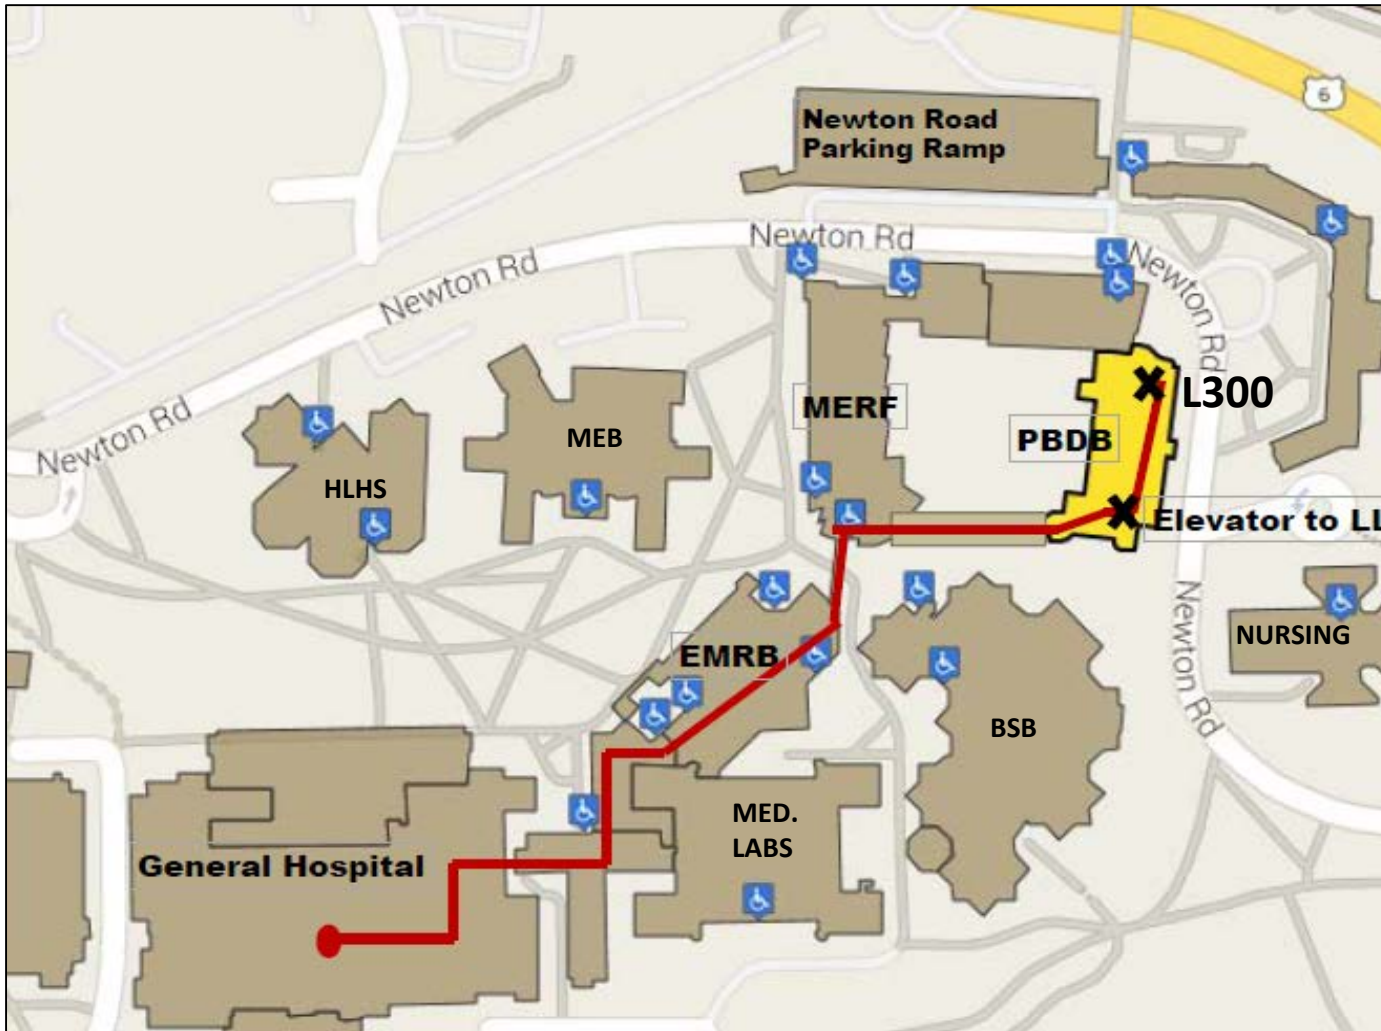 6
Newton Road
Parking Ramp
Newton Rd
Newton Rd
Newton Rd
Newton Rd
L300
MERF
PBDB
MEB
HLHS
Elevator to LL
Newton Rd
NURSING
EMRB
BSB
MED.
LABS
General Hospital